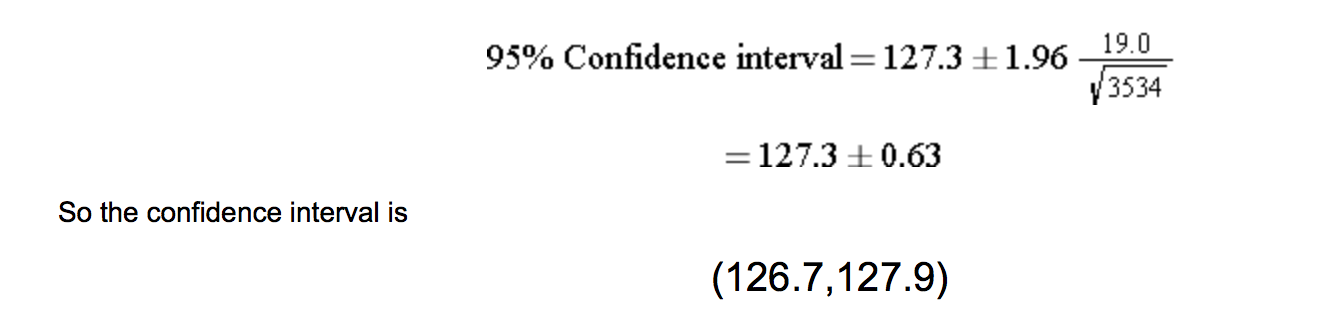 95% Confidence interval = 127.3 ± 1.96 19.0/√3534
= 127.3 ± 0.63
So the confidence interval is
(126.7,127.9)